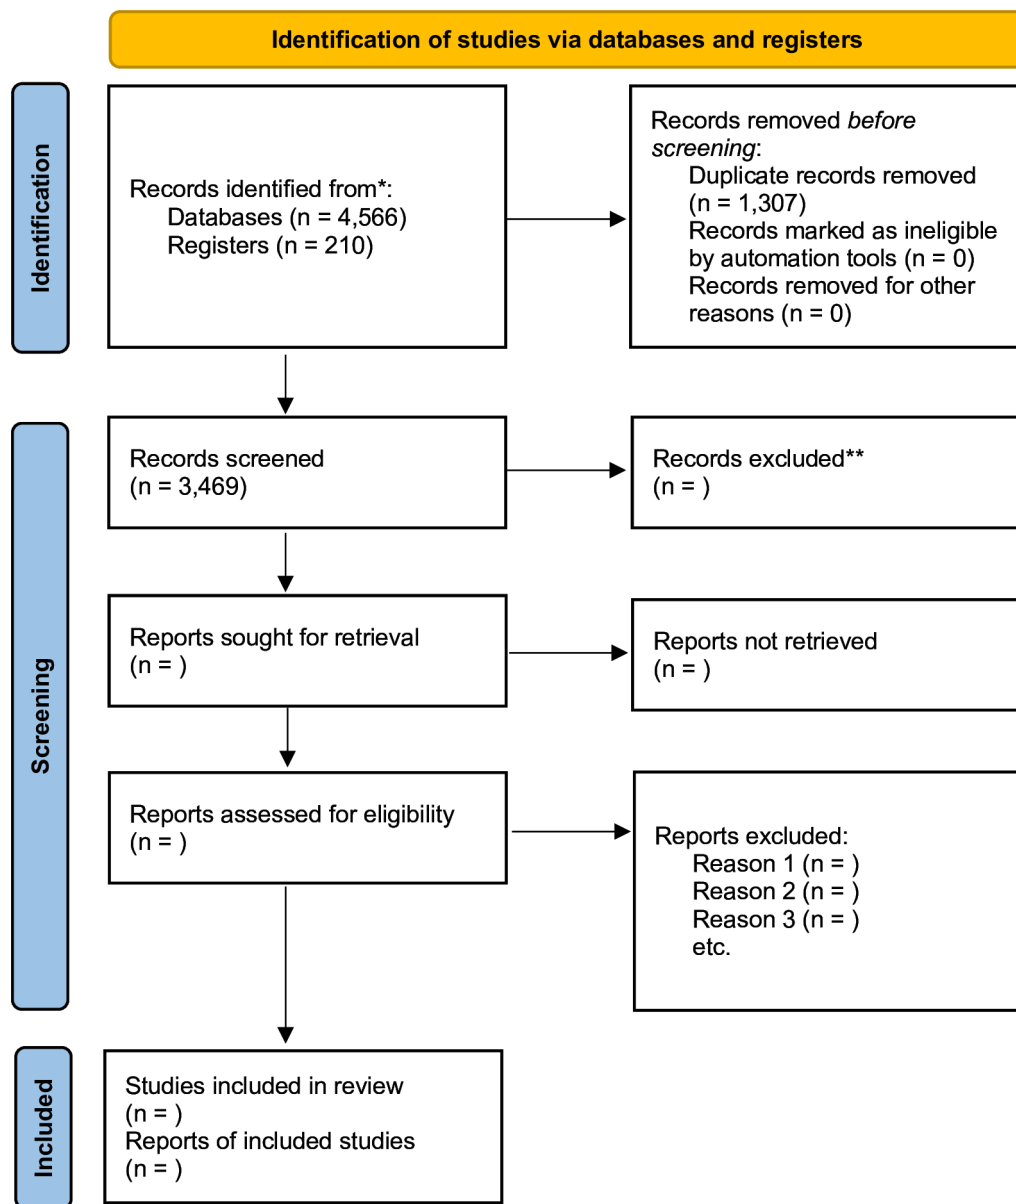 Identification of studies via databases and registers
Identification
Records identified from*:
Databases (n = 4,566)
Registers (n = 210)
Records removed before
screening:
Duplicate records removed
(n = 1,307)
Records marked as ineligible
by automation tools (n = 0)
Records removed for other
reasons (n = 0)
Screening
Records screened
(n = 3,469)
Records excluded**
(n = )
Reports sought for retrieval
(n = )
Reports not retrieved
(n = )
Reports assessed for eligibility
(n = )
Reports excluded:
Reason 1 (n = )
Reason 2 (n = )
Reason 3 (n = )
etc.
Included
Studies included in review
(n = )
Reports of included studies
(n = )